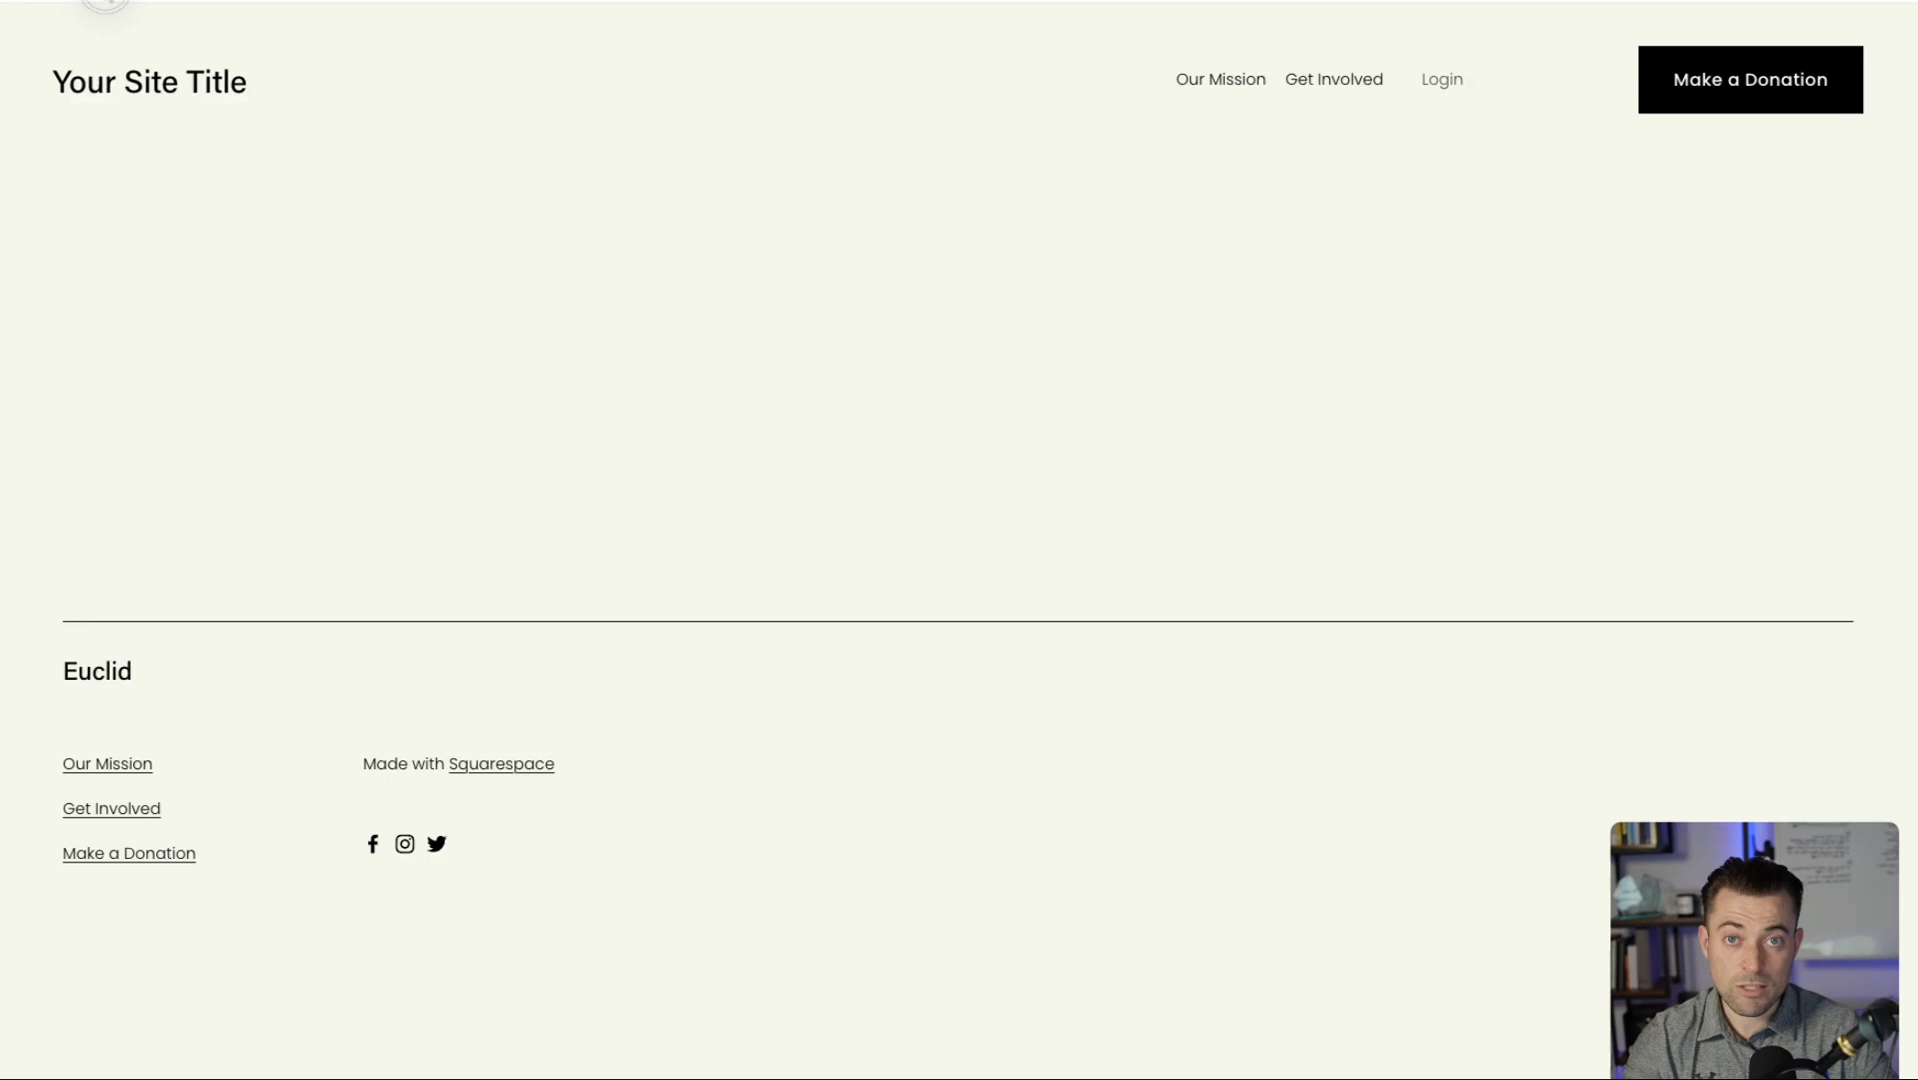 Your Site Title
Our Mission Get Involved Login Make a Donation
Euclid
Our Mission
Made with Squarespace
Get Involved
Make a Donation